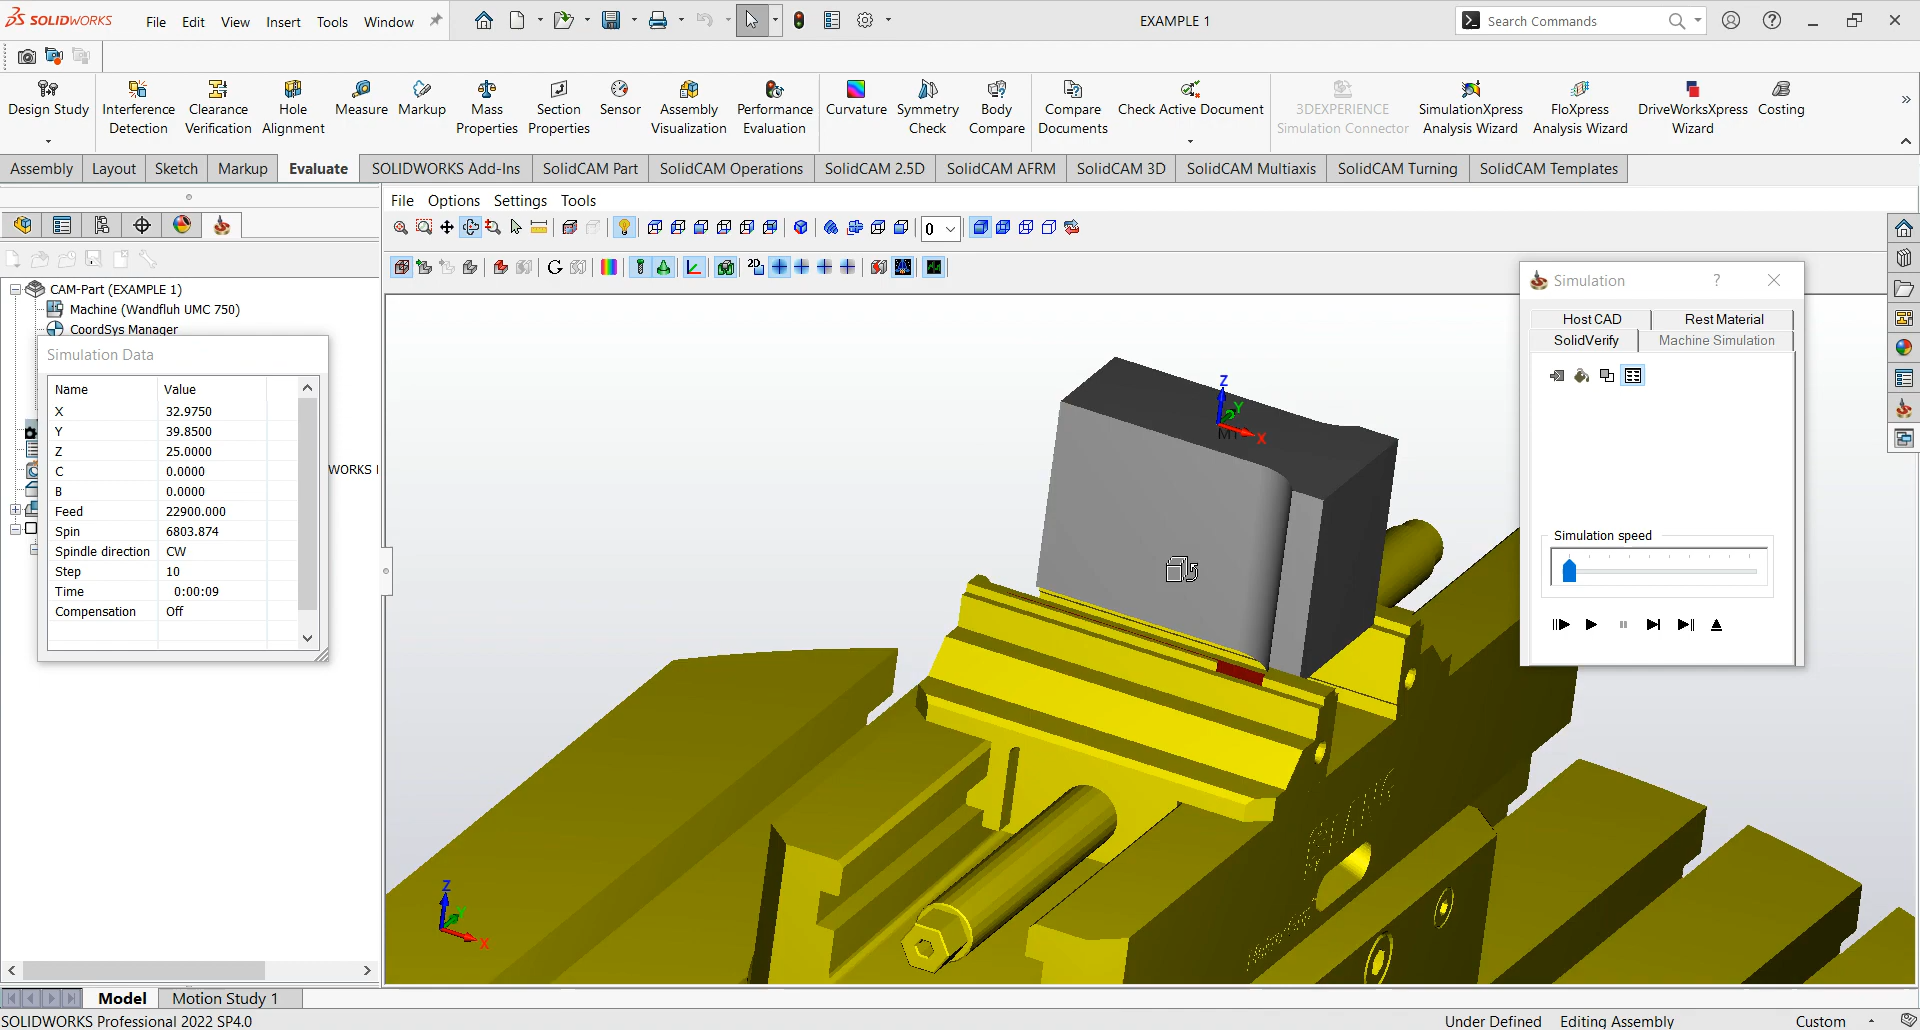 SOLIDWORKS
File Edit View Insert Tools Window
EXAMPLE 1
Search Commands
Design Study
Interference Detection
Clearance Verification
Hole Alignment
Measure
Markup
Mass Properties
Section Properties
Sensor
Assembly Visualization
Performance Evaluation
Curvature
Symmetry Check
Body Compare
Compare Documents
Check Active Document
3DEXPERIENCE Simulation Connector
SimulationXpress Analysis Wizard
FloXpress Analysis Wizard
DriveWorksXpress Wizard
Costing
Assembly Layout Sketch Markup Evaluate SOLIDWORKS Add-Ins SolidCAM Part SolidCAM Operations SolidCAM 2.5D SolidCAM AFRM SolidCAM 3D SolidCAM Multiaxis SolidCAM Turning SolidCAM Templates
File Options Settings Tools
0
2D
CAM-Part (EXAMPLE 1)
Machine (Wandfluh UMC 750)
CoordSys Manager
WORKS
Simulation Data
Name Value
X 32.9750
Y 39.8500
Z 25.0000
C 0.0000
B 0.0000
Feed 22900.000
Spin 6803.874
Spindle direction CW
Step 10
Time 0:00:09
Compensation Off
Z
Y
X
Z
Y
X
Simulation
Host CAD Rest Material
SolidVerify Machine Simulation
Simulation speed
Model Motion Study 1
SOLIDWORKS Professional 2022 SP4.0
Under Defined Editing Assembly Custom